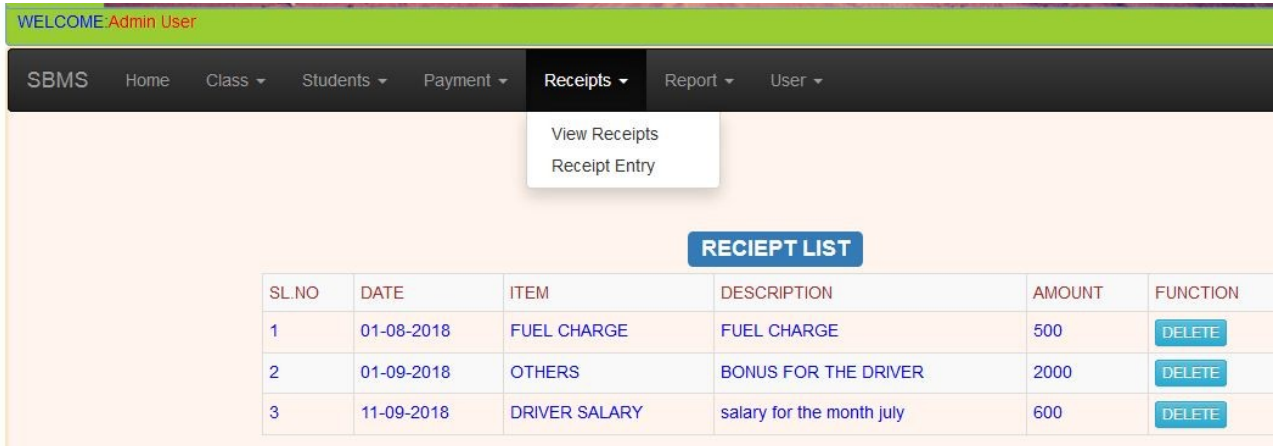 WELCOME:Admin User
SBMS Home Class Students Payment Receipts Report User
View Receipts
Receipt Entry
RECIEPT LIST
SL.NO DATE ITEM DESCRIPTION AMOUNT FUNCTION
1 01-08-2018 FUEL CHARGE FUEL CHARGE 500 DELETE
2 01-09-2018 OTHERS BONUS FOR THE DRIVER 2000 DELETE
3 11-09-2018 DRIVER SALARY salary for the month july 600 DELETE